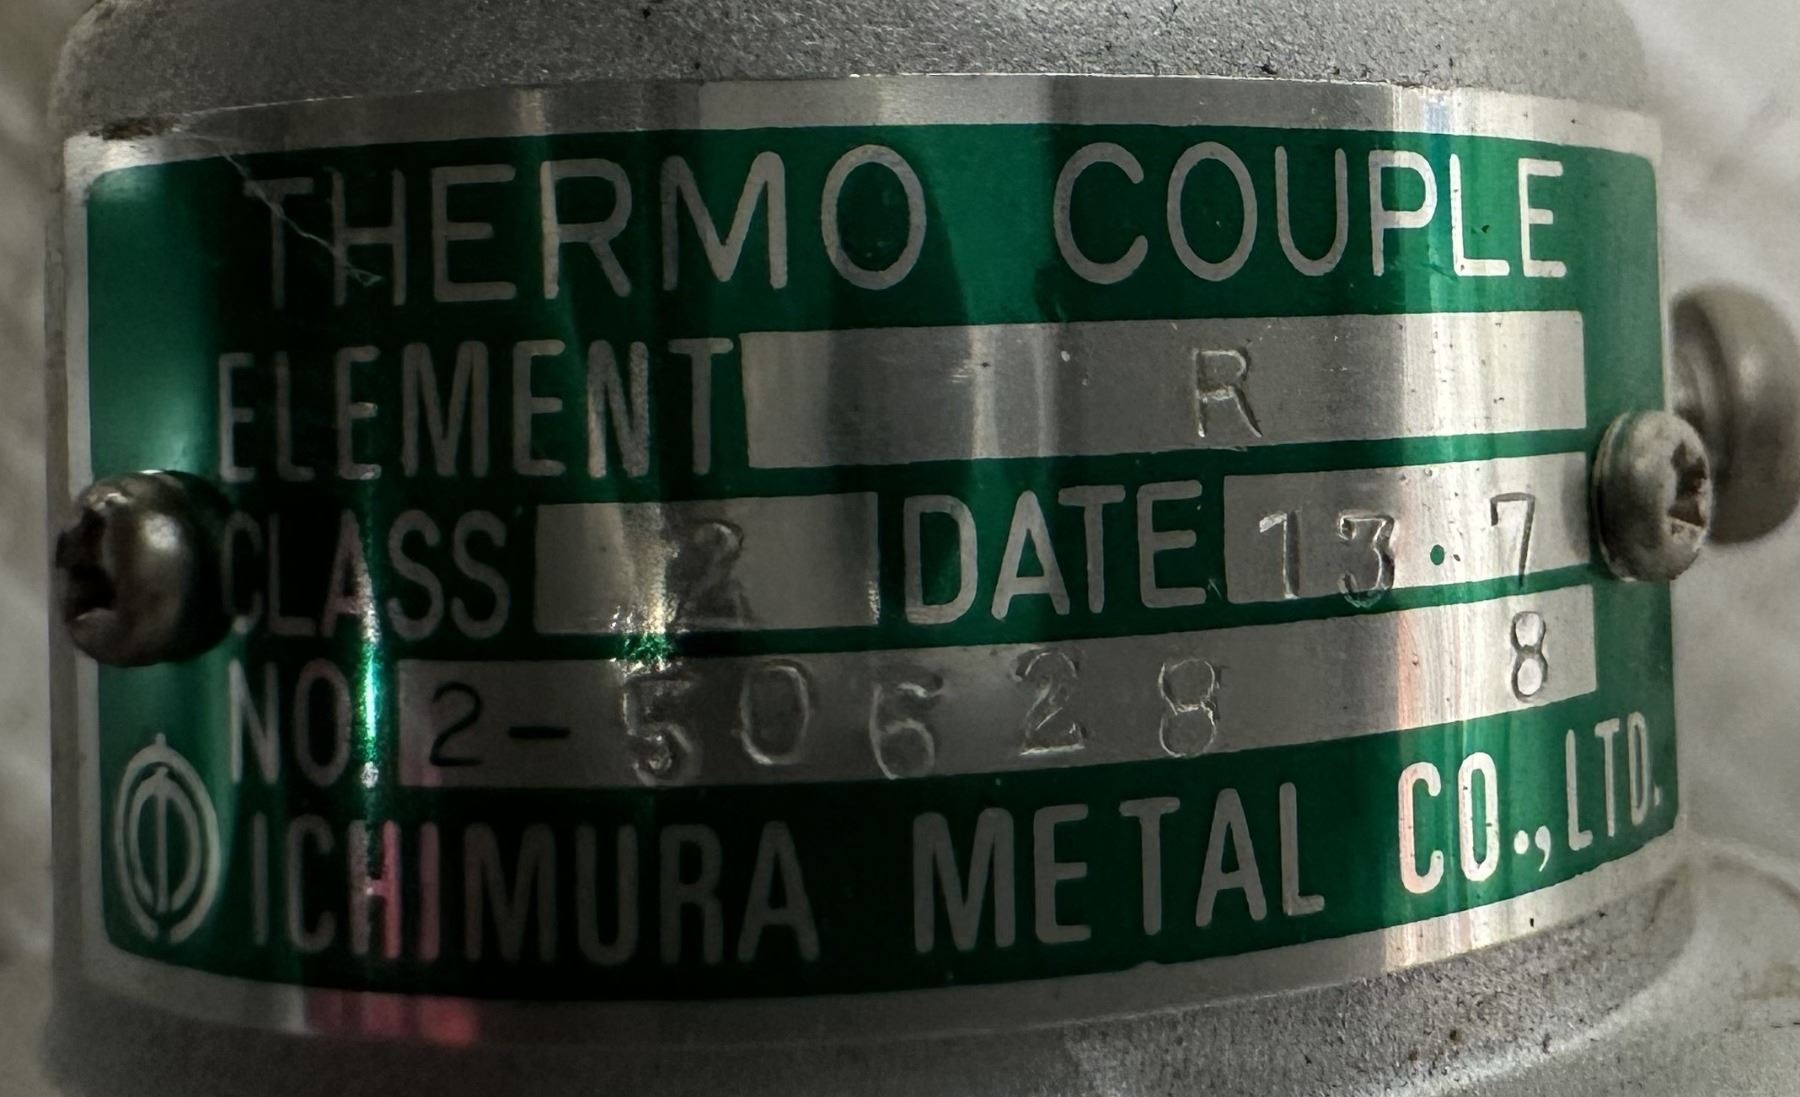 THERMO COUPLE
ELEMENT R
CLASS 2 DATE 13.7
NO. 2-50628 8
ICHIMURA METAL CO., LTD.